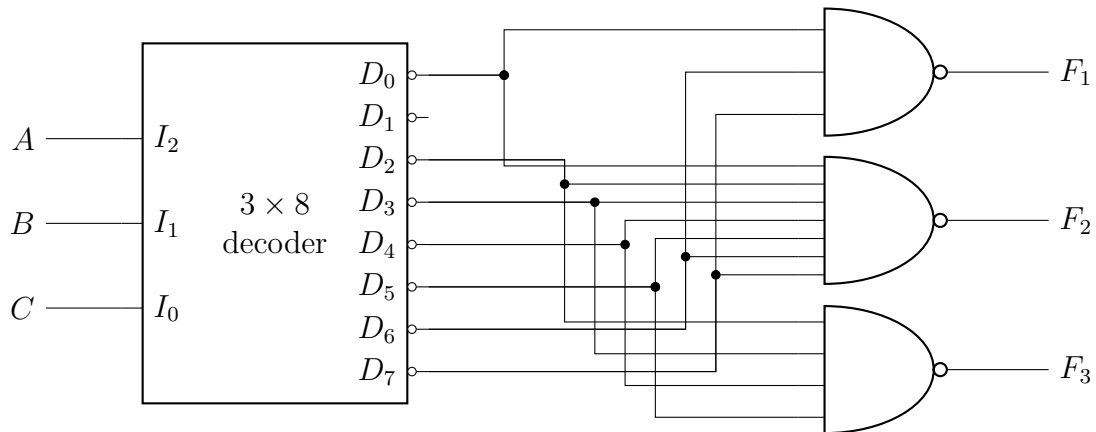 A
B
C
I₂
I₁
I₀
3 × 8
decoder
D₀
D₁
D₂
D₃
D₄
D₅
D₆
D₇
F₁
F₂
F₃